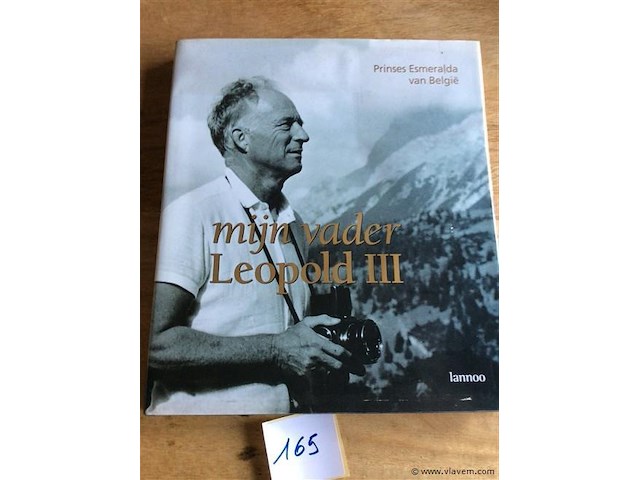 Prinses Esmeralda
van België
mijn vader
Leopold III
lannoo
165
© www.vlavem.com